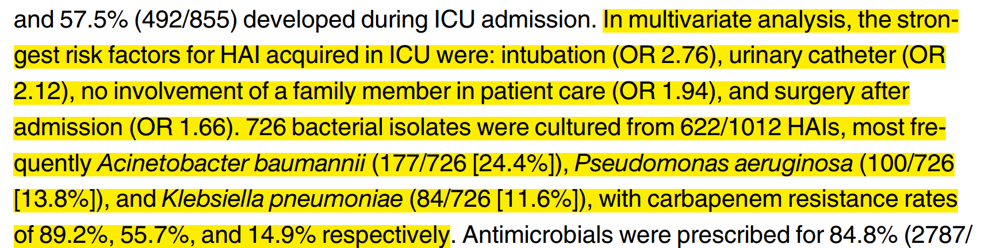 and 57.5% (492/855) developed during ICU admission. In multivariate analysis, the stron-
gest risk factors for HAI acquired in ICU were: intubation (OR 2.76), urinary catheter (OR
2.12), no involvement of a family member in patient care (OR 1.94), and surgery after
admission (OR 1.66). 726 bacterial isolates were cultured from 622/1012 HAIs, most fre-
quently Acinetobacter baumannii (177/726 [24.4%]), Pseudomonas aeruginosa (100/726
[13.8%]), and Klebsiella pneumoniae (84/726 [11.6%]), with carbapenem resistance rates
of 89.2%, 55.7%, and 14.9% respectively. Antimicrobials were prescribed for 84.8% (2787/